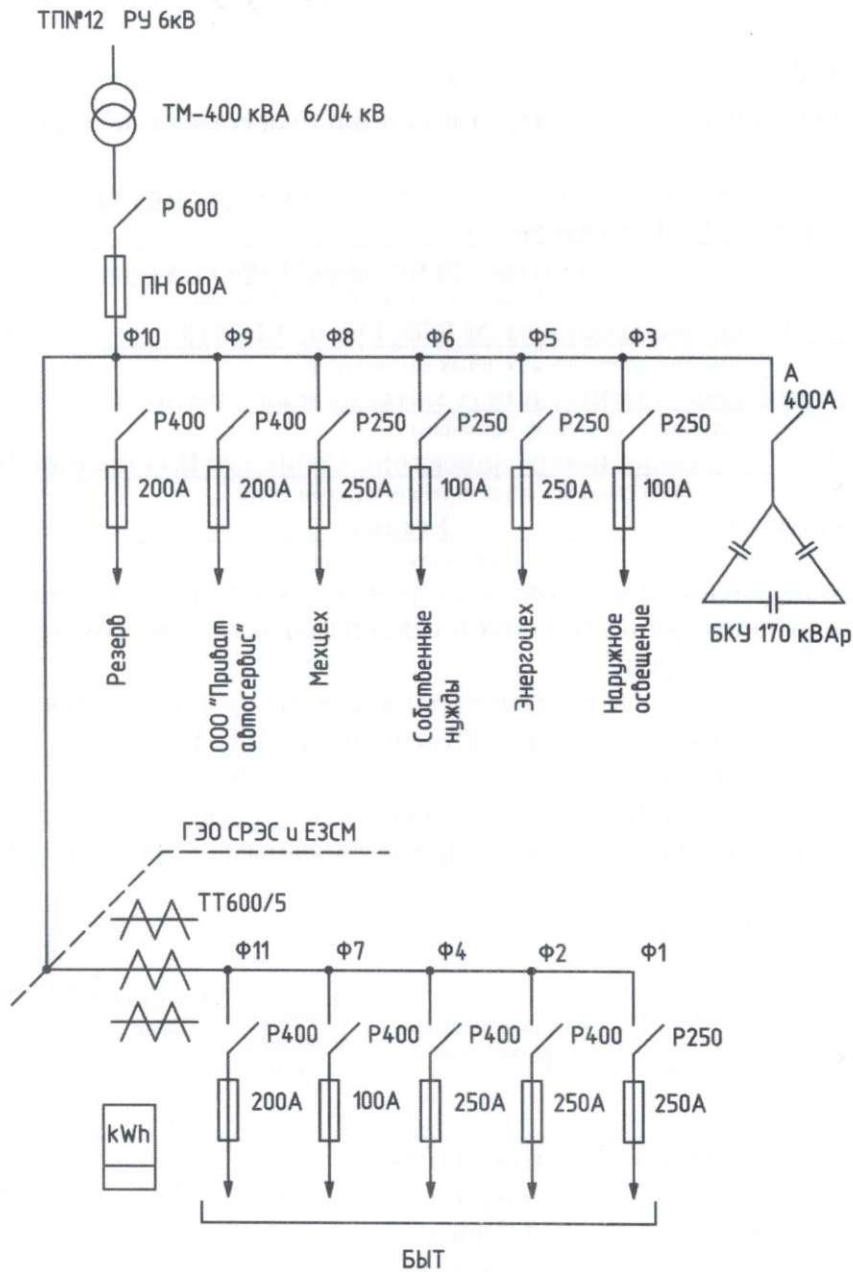 ТП№12 РУ 6кВ
ТМ-400 кВА 6/04 кВ
Р 600
ПН 600А
Ф10 Ф9 Ф8 Ф6 Ф5 Ф3
А
400А
Р400 Р400 Р250 Р250 Р250 Р250
200А 200А 250А 100А 250А 100А
БКУ 170 кВАр
Резерв
ООО "Приват
автосервис"
Мехцех
Собственные
нужды
Энергоцех
Наружное
освещение
ГЭО СРЭС и ЕЗСМ
ТТ600/5
Ф11 Ф7 Ф4 Ф2 Ф1
Р400 Р400 Р400 Р400 Р250
200А 100А 250А 250А 250А
kWh
БЫТ